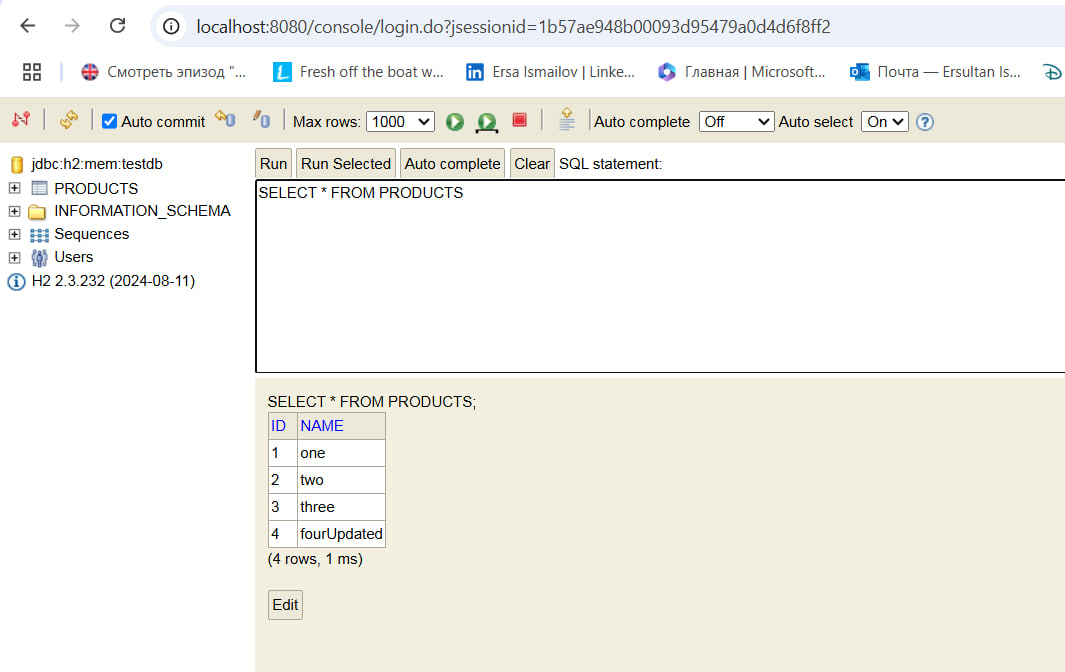 localhost:8080/console/login.do?jsessionid=1b57ae948b00093d95479a0d4d6f8ff2
Смотреть эпизод "... Fresh off the boat w... Ersa Ismailov | Linke... Главная | Microsoft... Почта — Ersultan Is...
Auto commit Max rows: 1000 Auto complete Off Auto select On
jdbc:h2:mem:testdb
PRODUCTS
INFORMATION_SCHEMA
Sequences
Users
H2 2.3.232 (2024-08-11)
Run Run Selected Auto complete Clear SQL statement:
SELECT * FROM PRODUCTS
SELECT * FROM PRODUCTS;
ID NAME
1 one
2 two
3 three
4 fourUpdated
(4 rows, 1 ms)
Edit